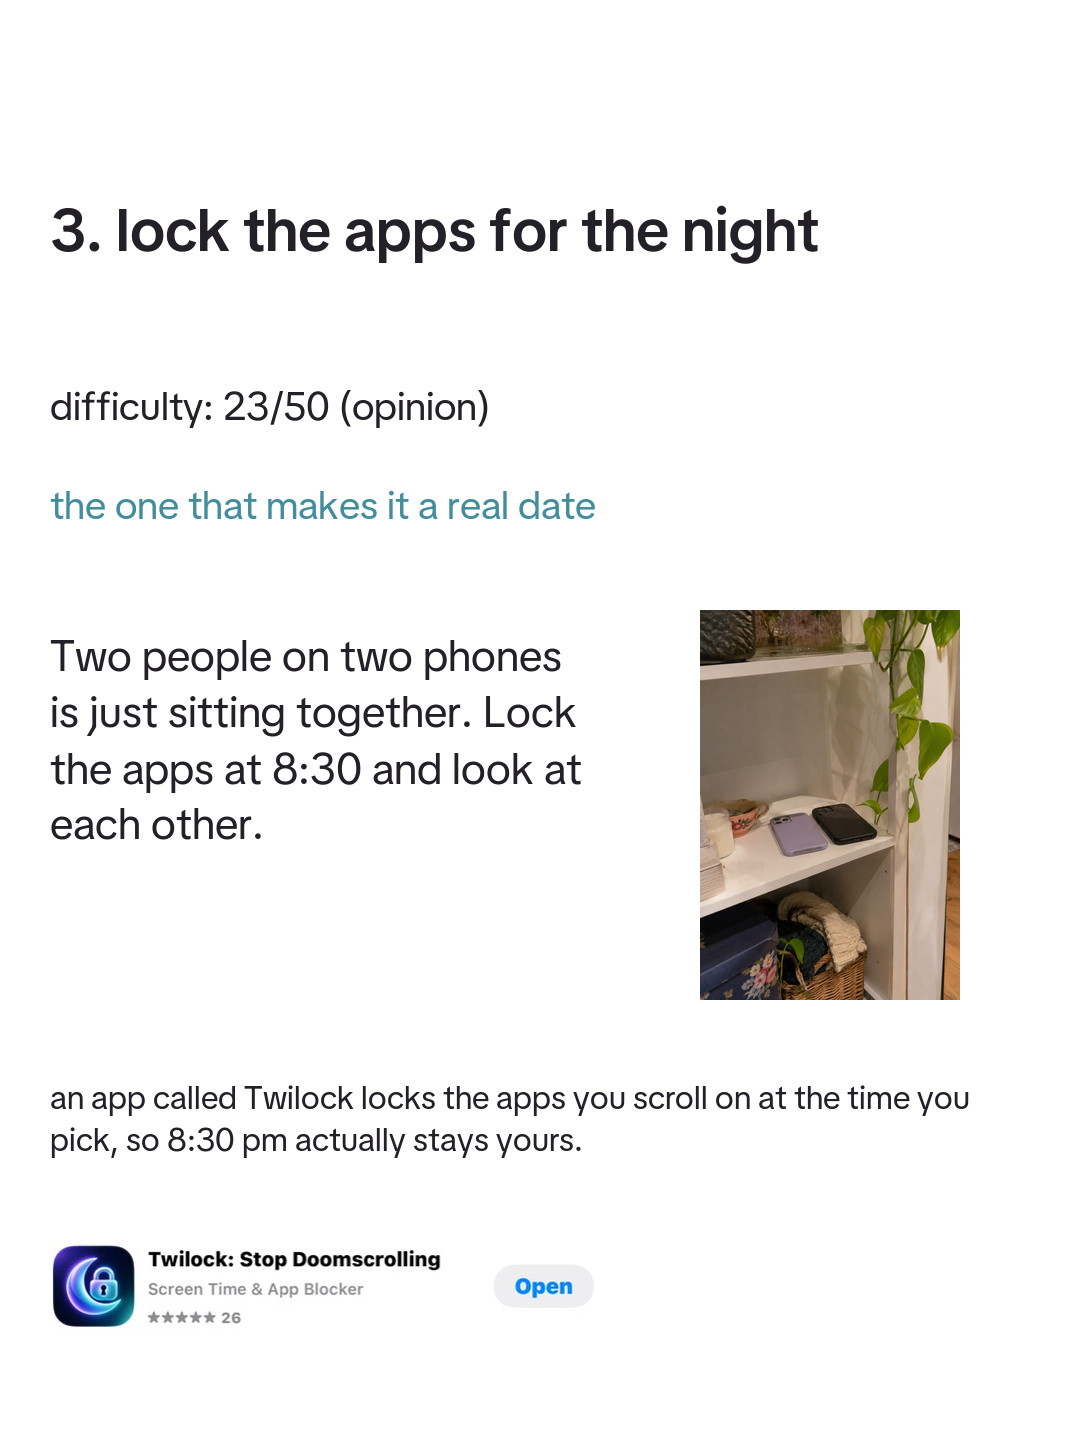 3. lock the apps for the night
difficulty: 23/50 (opinion)
the one that makes it a real date
Two people on two phones
is just sitting together. Lock
the apps at 8:30 and look at
each other.
an app called Twilock locks the apps you scroll on at the time you
pick, so 8:30 pm actually stays yours.
Twilock: Stop Doomscrolling
Screen Time & App Blocker
★★★★★ 26
Open